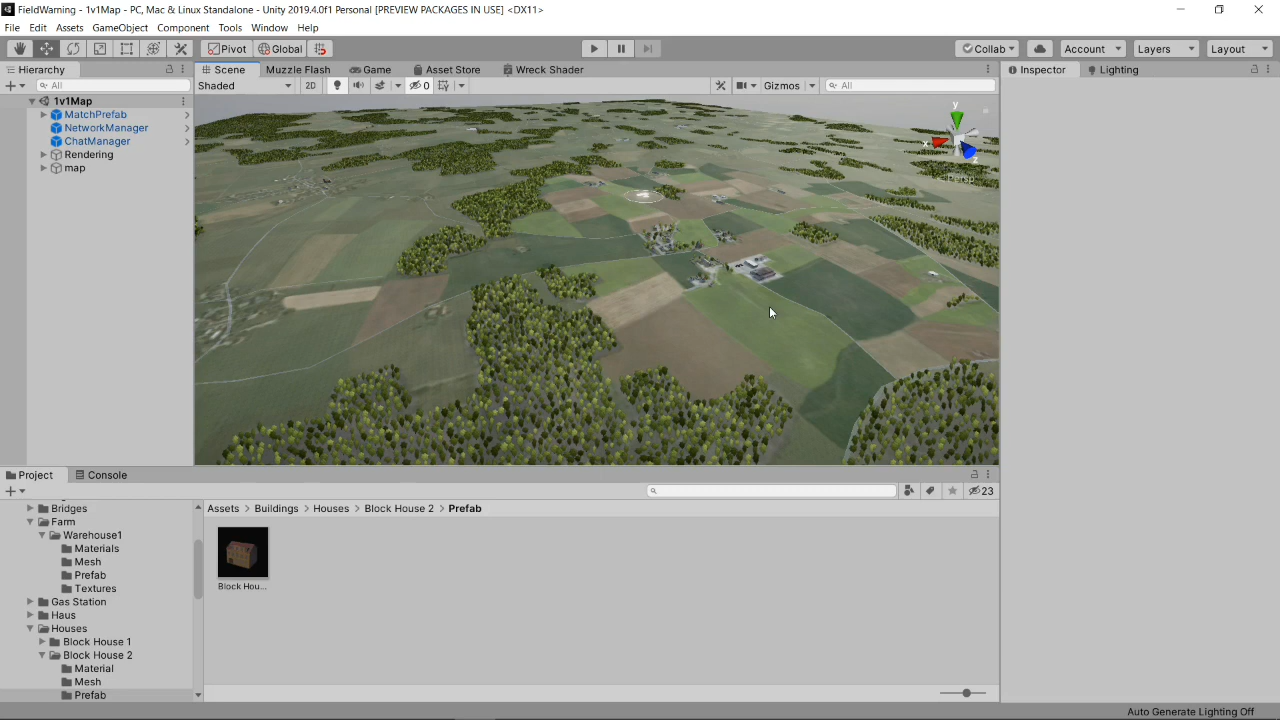 FieldWarning - 1v1Map - PC, Mac & Linux Standalone - Unity 2019.4.0f1 Personal [PREVIEW PACKAGES IN USE] <DX11>
File Edit Assets GameObject Component Tools Window Help
Pivot Global Collab Account Layers Layout
Hierarchy Scene Muzzle Flash Game Asset Store Wreck Shader Inspector Lighting
All Shaded 2D 0 Gizmos All
1v1Map
MatchPrefab
NetworkManager
ChatManager
Rendering
map
y
x
z
Persp
Project Console
23
Assets > Buildings > Houses > Block House 2 > Prefab
Bridges
Farm
Warehouse1
Materials
Mesh
Prefab
Textures
Gas Station
Haus
Houses
Block House 1
Block House 2
Material
Mesh
Prefab
Block Hou...
Auto Generate Lighting Off